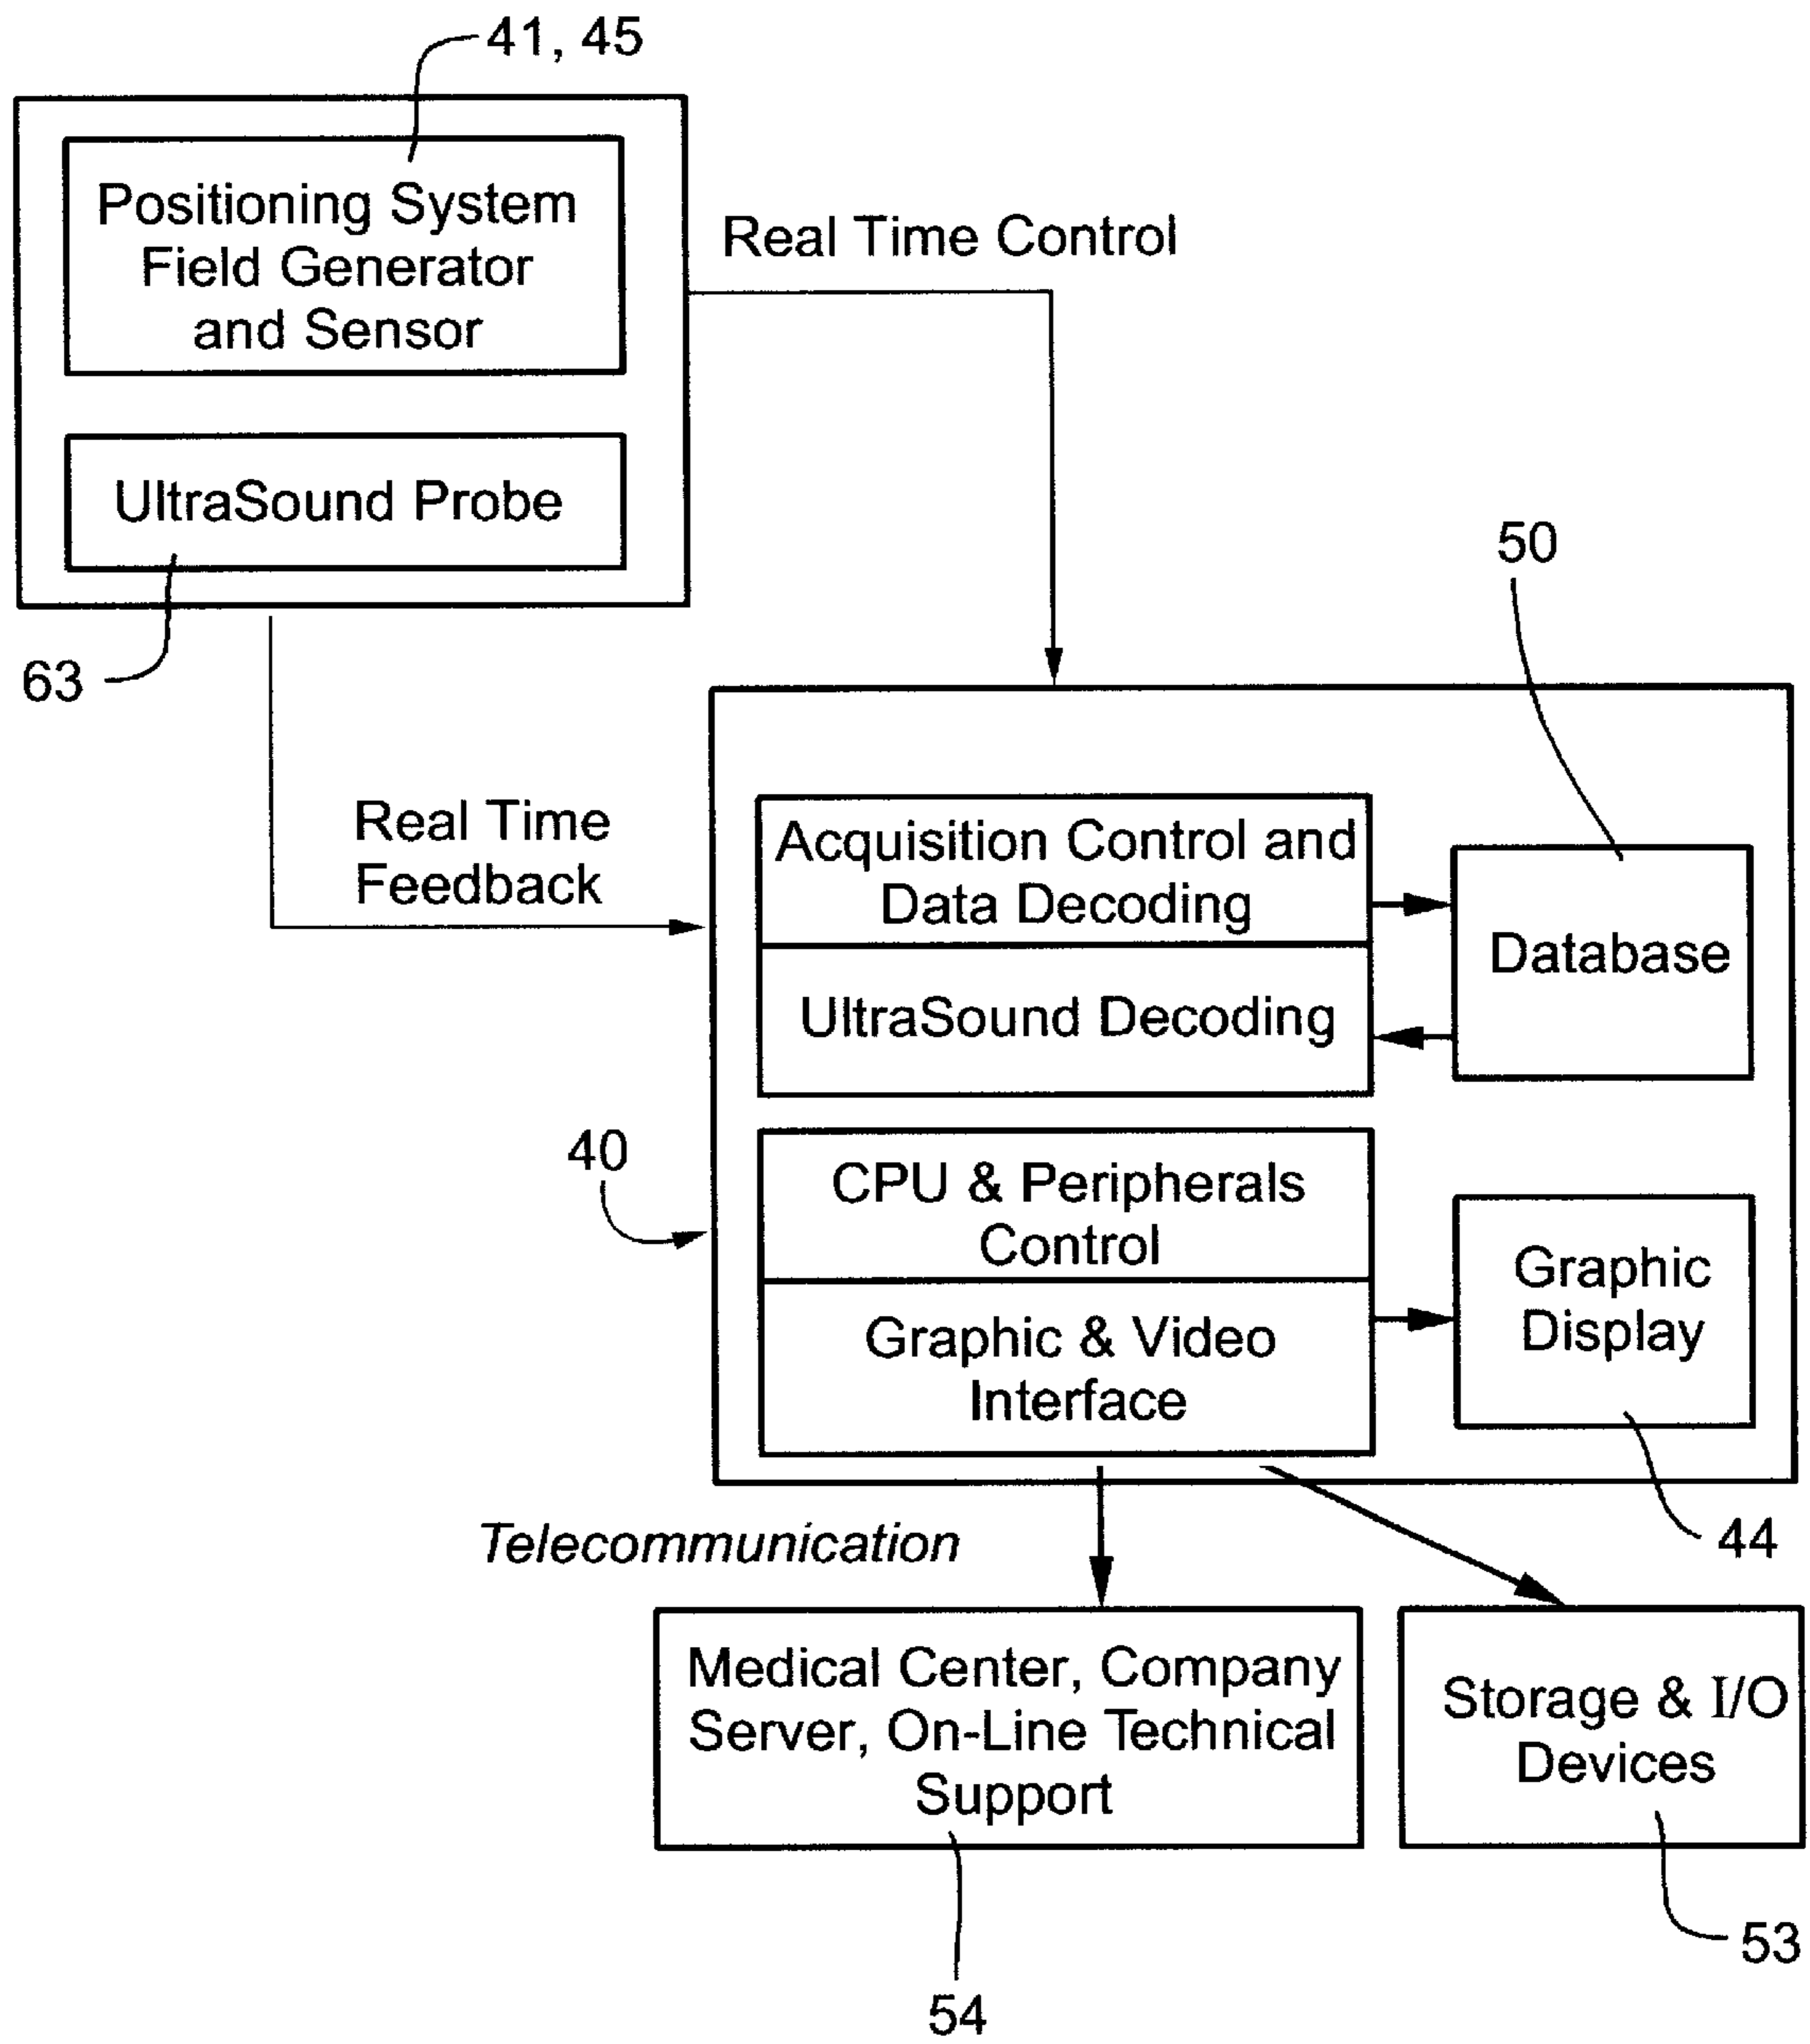 41, 45
Positioning System
Field Generator
and Sensor
Real Time Control
UltraSound Probe
63
50
Real Time
Feedback
Acquisition Control and
Data Decoding
Database
UltraSound Decoding
40
CPU & Peripherals
Control
Graphic
Display
Graphic & Video
Interface
44
Telecommunication
Medical Center, Company
Server, On-Line Technical
Support
Storage & I/O
Devices
53
54